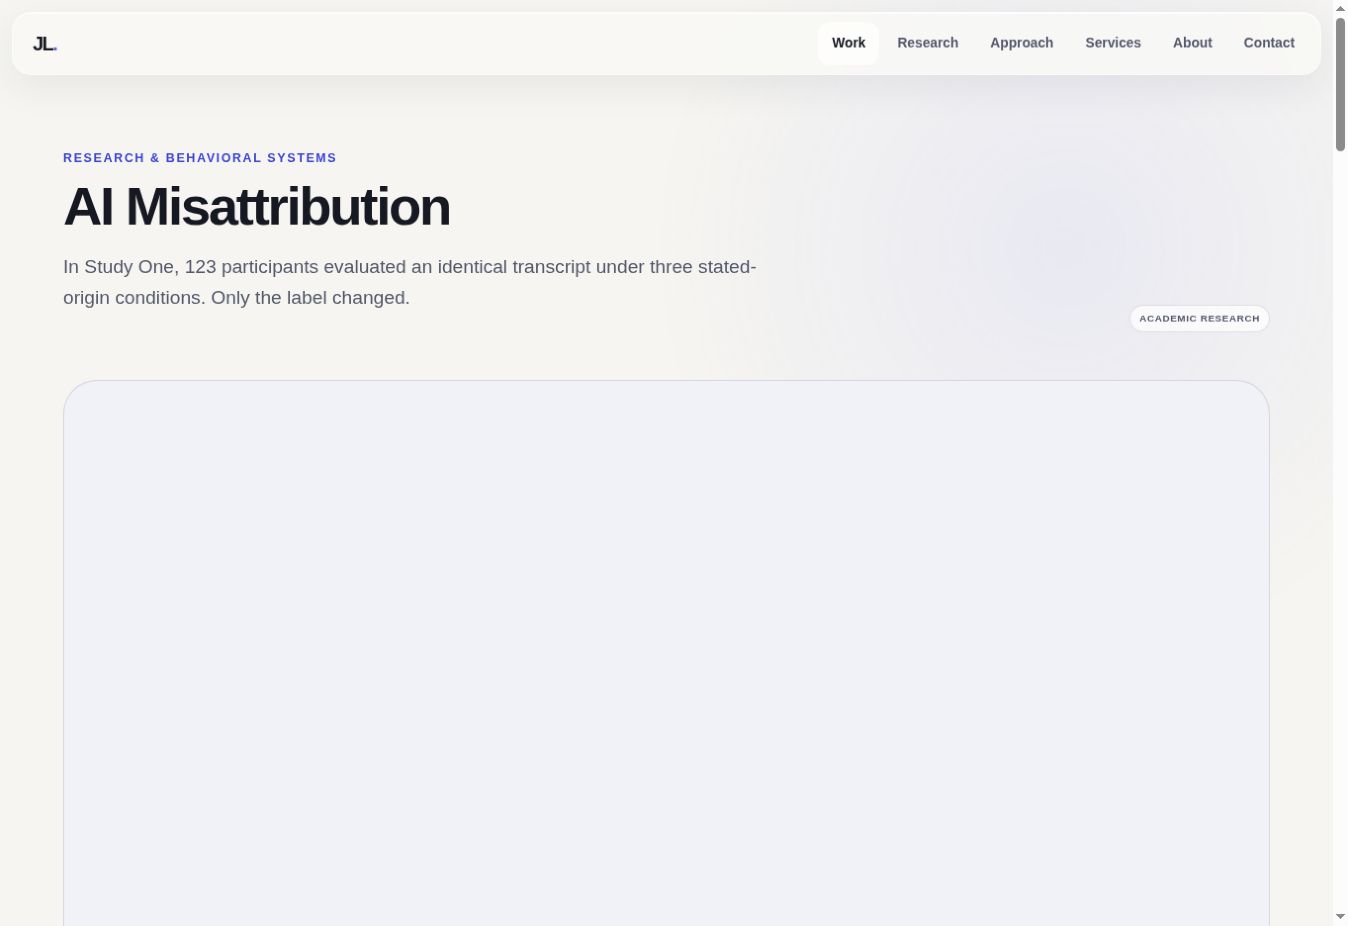 JL.
Work Research Approach Services About Contact
RESEARCH & BEHAVIORAL SYSTEMS
AI Misattribution
In Study One, 123 participants evaluated an identical transcript under three stated-
origin conditions. Only the label changed.
ACADEMIC RESEARCH